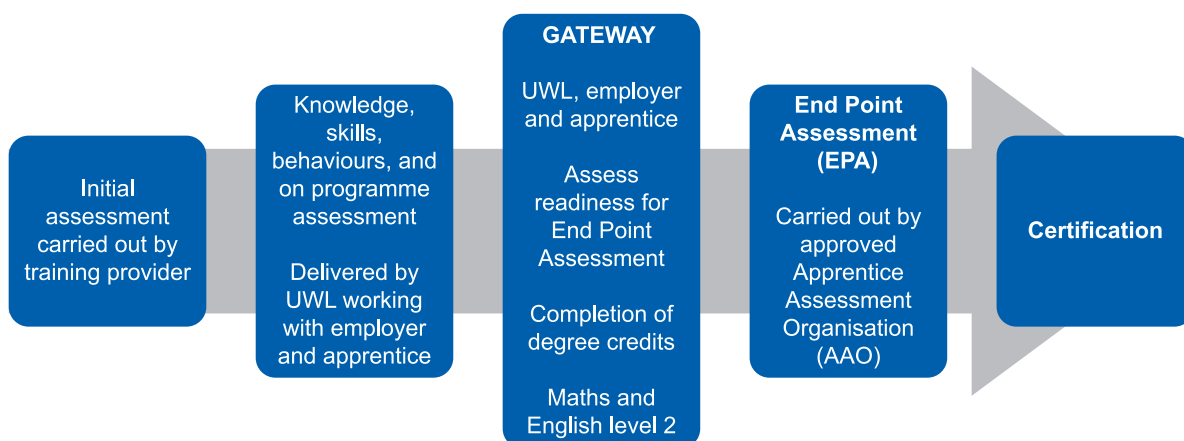 Initial
assessment
carried out by
training provider
Knowledge,
skills,
behaviours, and
on programme
assessment
Delivered by
UWL working
with employer
and apprentice
GATEWAY
UWL, employer
and apprentice
Assess
readiness for
End Point
Assessment
Completion of
degree credits
Maths and
English level 2
End Point
Assessment
(EPA)
Carried out by
approved
Apprentice
Assessment
Organisation
(AAO)
Certification